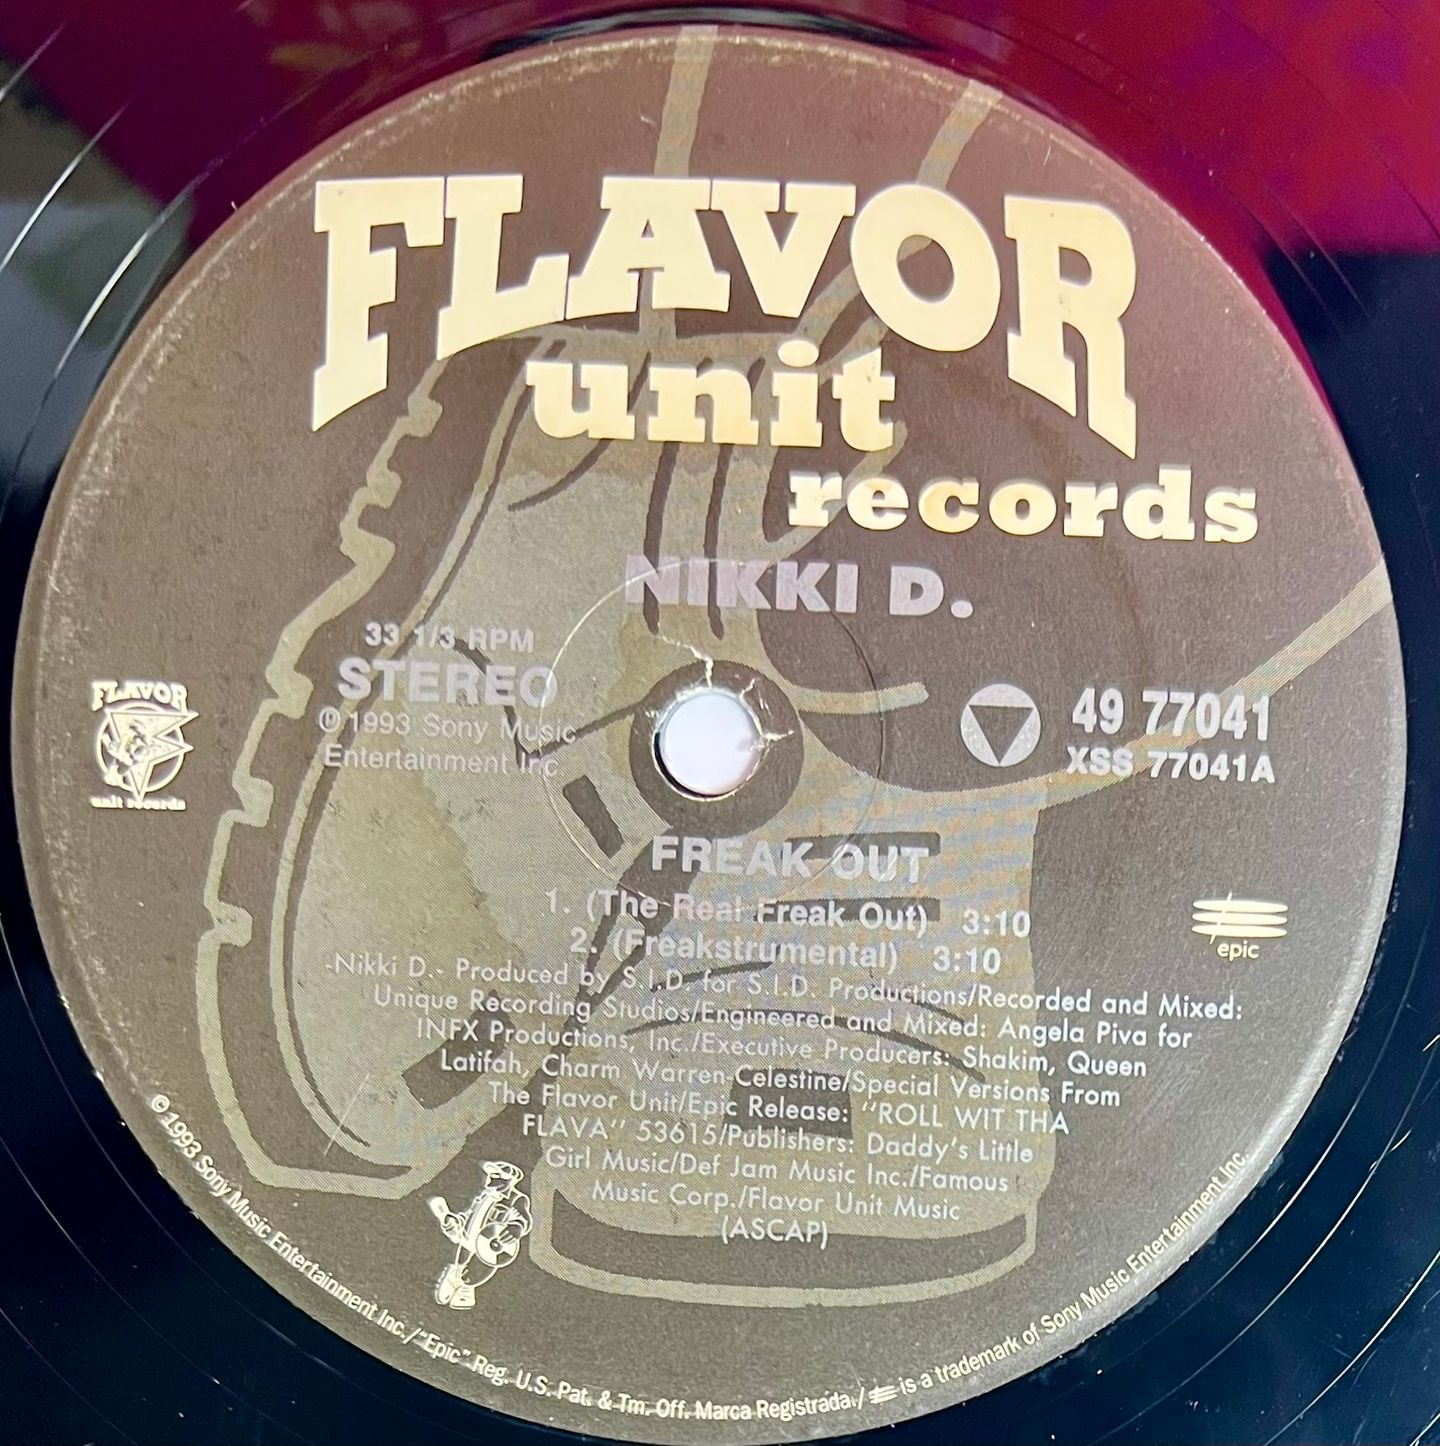 FLAVOR
unit
records
NIKKI D.
33 1/3 RPM
STEREO
℗ 1993 Sony Music
Entertainment Inc
FLAVOR
unit records
49 77041
XSS 77041A
FREAK OUT
1. (The Real Freak Out) 3:10
2. (Freakstrumental) 3:10
epic
-Nikki D.- Produced by S.I.D. for S.I.D. Productions/Recorded and Mixed:
Unique Recording Studios/Engineered and Mixed: Angela Piva for
INFX Productions, Inc./Executive Producers: Shakim, Queen
Latifah, Charm Warren-Celestine/Special Versions From
The Flavor Unit/Epic Release: "ROLL WIT THA
FLAVA" 53615/Publishers: Daddy's Little
Girl Music/Def Jam Music Inc./Famous
Music Corp./Flavor Unit Music
(ASCAP)
© 1993 Sony Music Entertainment Inc./"Epic" Reg. U.S. Pat. & Tm. Off. Marca Registrada./ is a trademark of Sony Music Entertainment Inc.